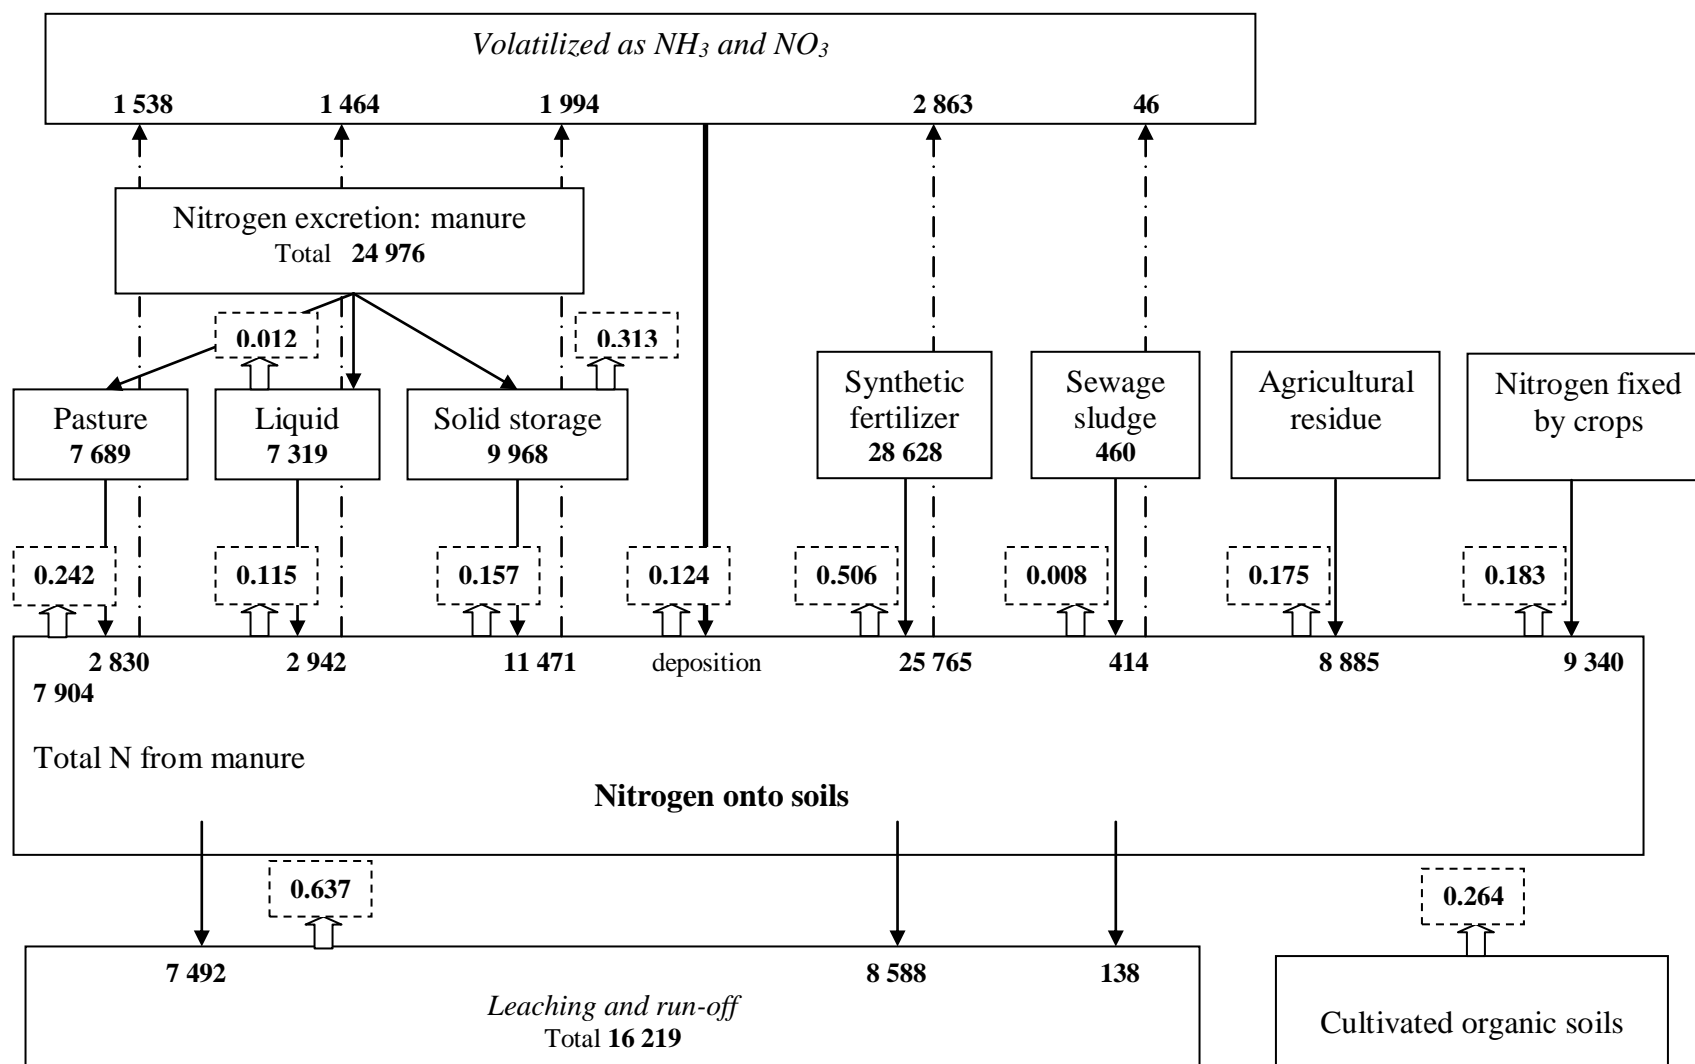 Volatilized as NH₃ and NO₃
1 538 1 464 1 994 2 863 46
Nitrogen excretion: manure
Total 24 976
0.012 0.313
Pasture
7 689
Liquid
7 319
Solid storage
9 968
Synthetic
fertilizer
28 628
Sewage
sludge
460
Agricultural
residue
Nitrogen fixed
by crops
0.242 0.115 0.157 0.124 0.506 0.008 0.175 0.183
2 830 2 942 11 471 deposition 25 765 414 8 885 9 340
7 904
Total N from manure
Nitrogen onto soils
0.637
0.264
7 492 8 588 138
Leaching and run-off
Total 16 219
Cultivated organic soils